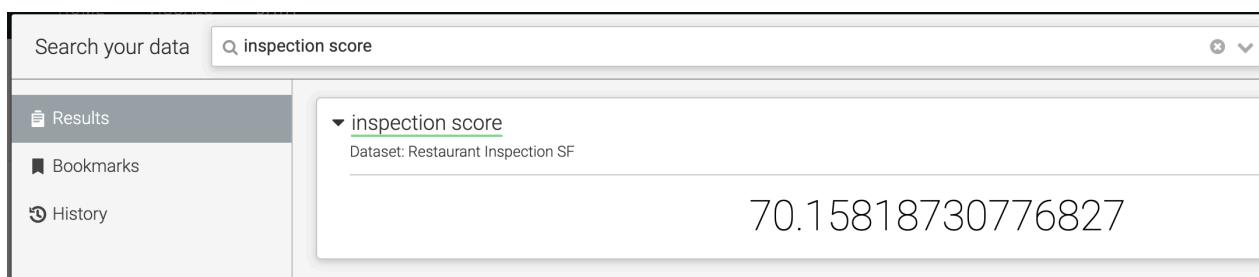 Search your data
inspection score
Results
Bookmarks
History
inspection score
Dataset: Restaurant Inspection SF
70.15818730776827